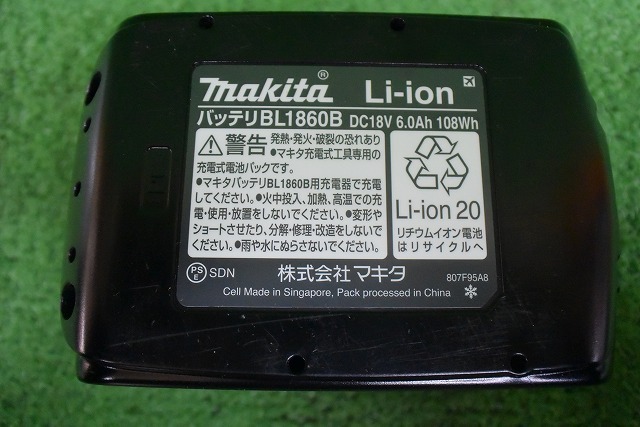 makita® Li-ion
バッテリBL1860B DC18V 6.0Ah 108Wh
警告 発熱・発火・破裂の恐れあり
●マキタ充電式工具専用の
充電式電池パックです。
●マキタバッテリBL1860B用充電器で充電
してください。●火中投入、加熱、高温での充
電・使用・放置をしないでください。●変形や
ショートさせたり、分解・修理・改造をしないで
ください。●雨や水にぬらさないでください。
Li-ion 20
リチウムイオン電池
はリサイクルへ
PS SDN 株式会社マキタ 807F95A8
Cell Made in Singapore, Pack processed in China